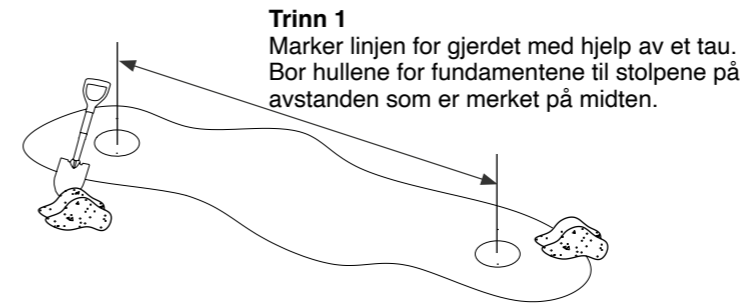 Trinn 1
Marker linjen for gjerdet med hjelp av et tau.
Bor hullene for fundamentene til stolpene på
avstanden som er merket på midten.